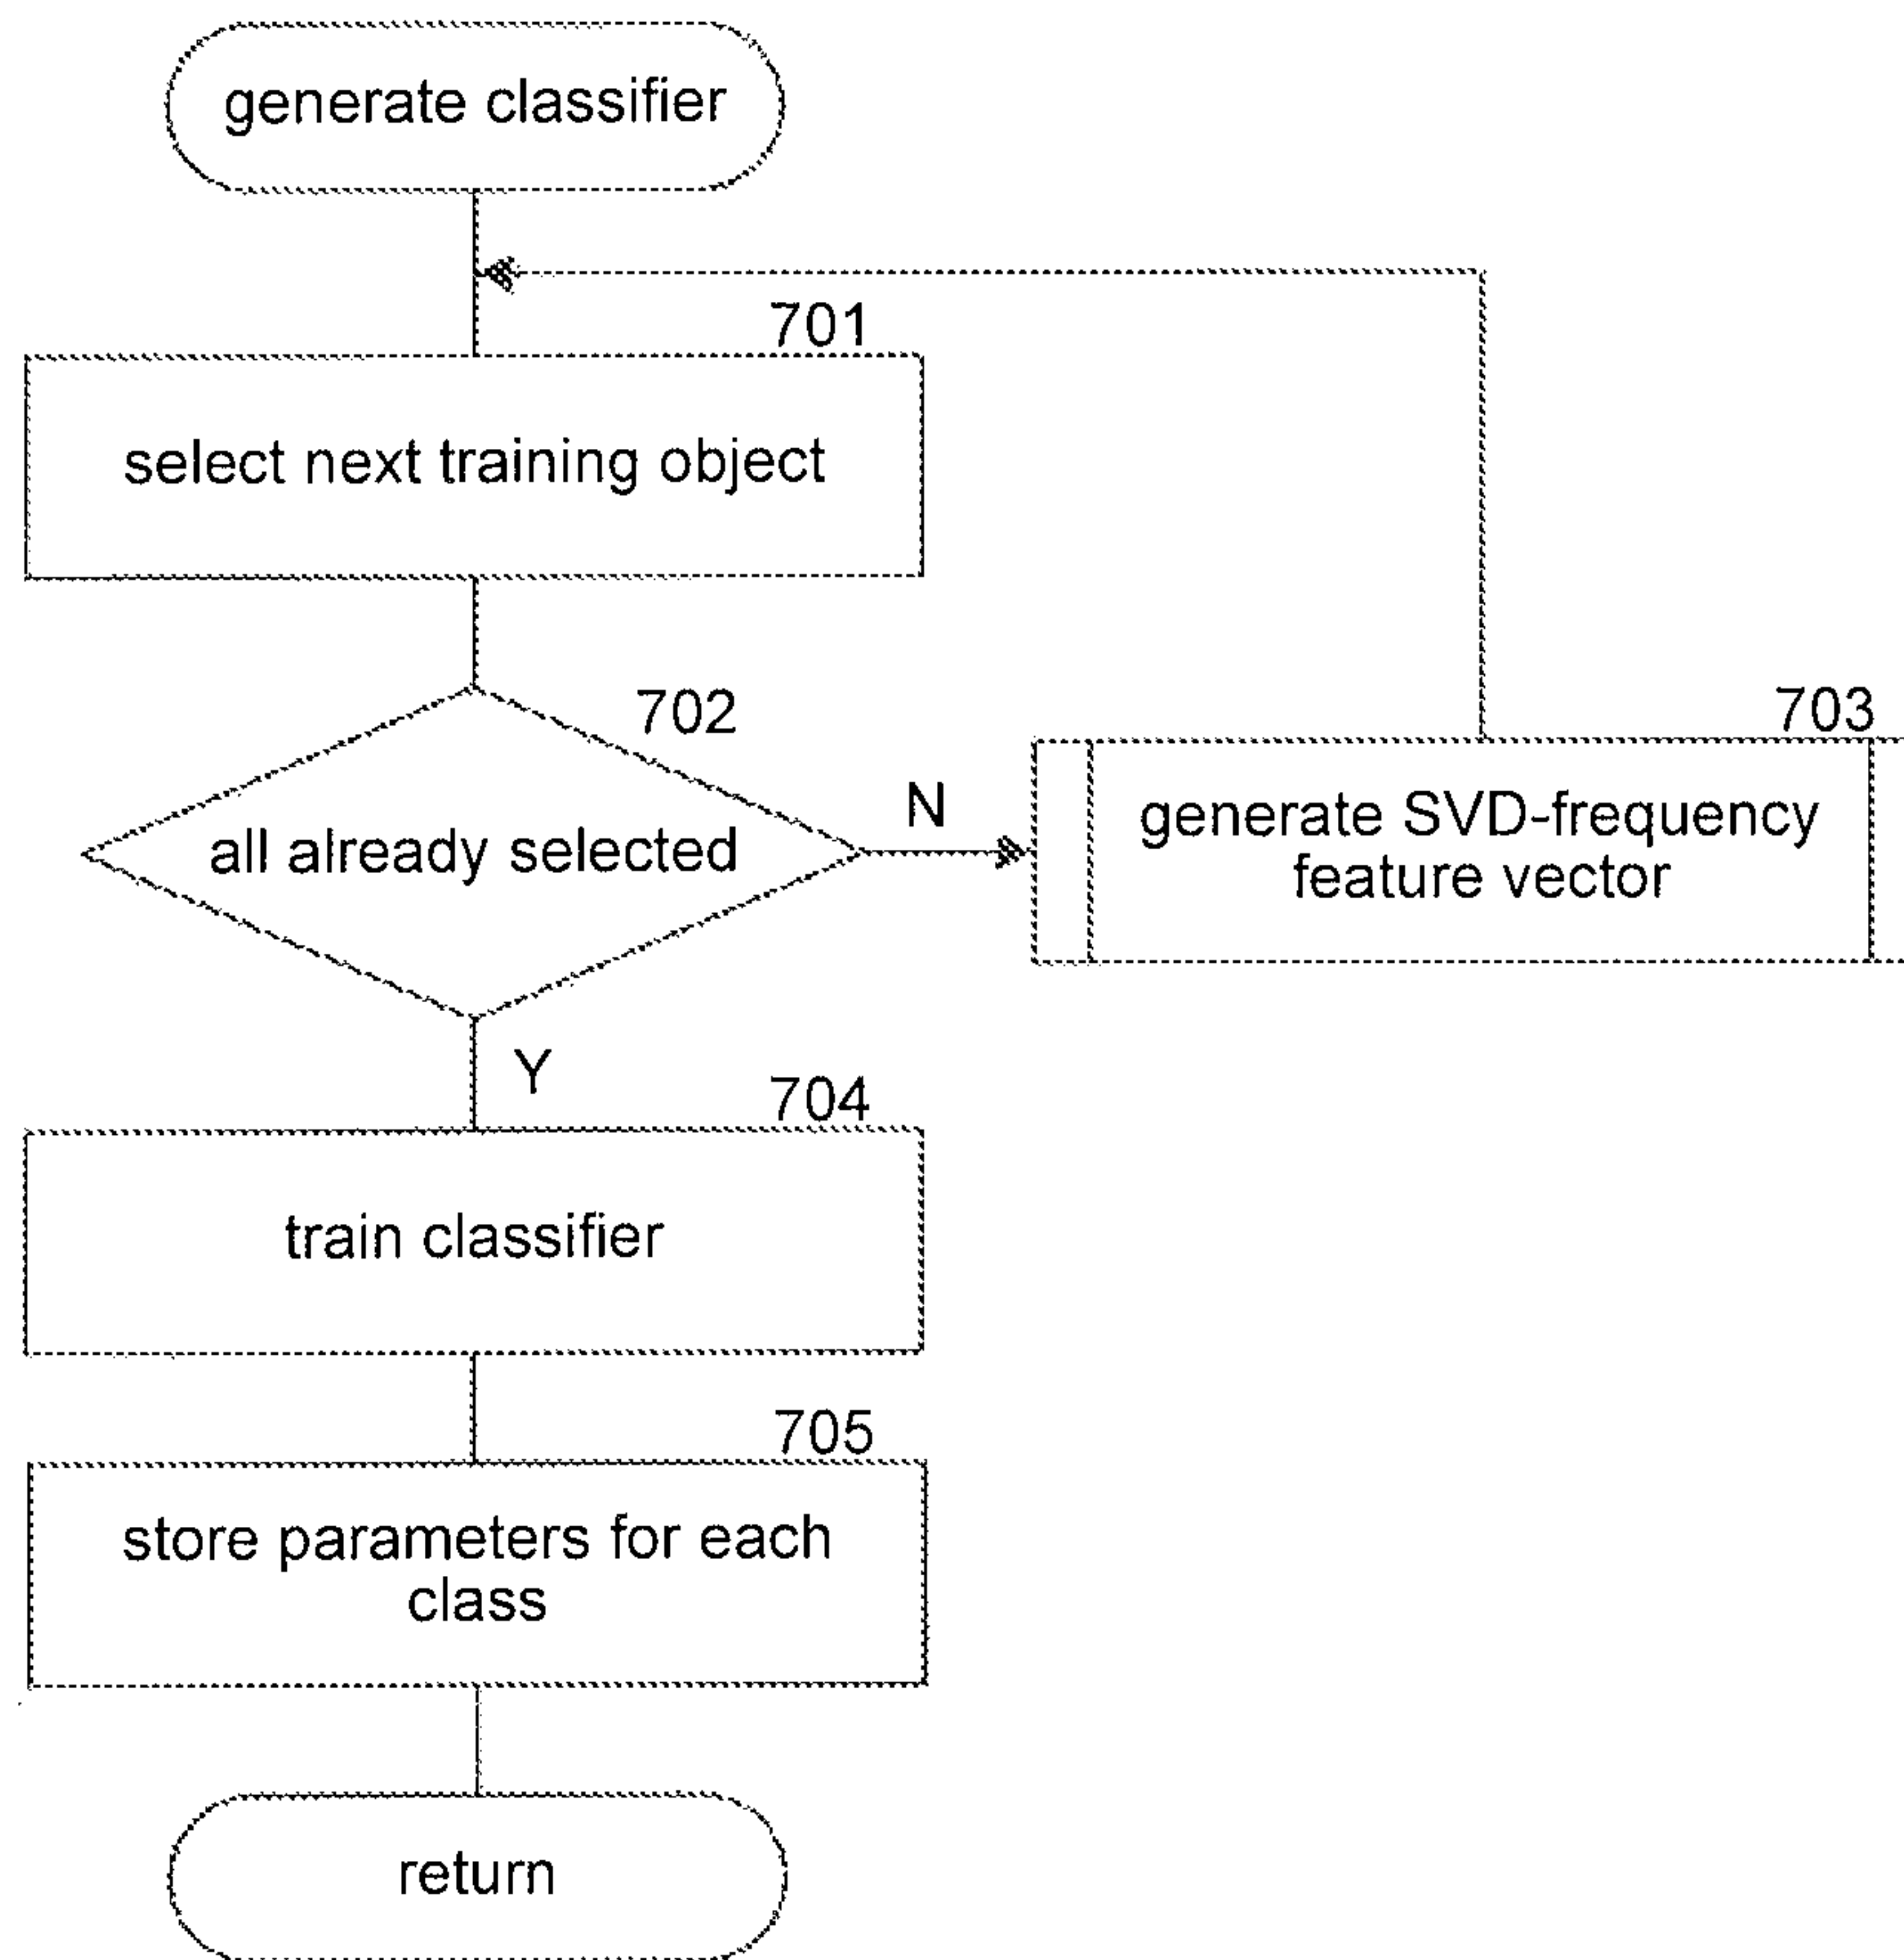 generate classifier
701
select next training object
702
all already selected
N
703
generate SVD-frequency
feature vector
Y
704
train classifier
705
store parameters for each
class
return